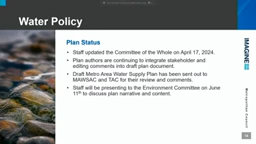 Water Policy
Plan Status
• Staff updated the Committee of the Whole on April 17, 2024.
• Plan authors are continuing to integrate stakeholder and
editing comments into draft plan document.
• Draft Metro Area Water Supply Plan has been sent out to
MAWSAC and TAC for their review and comments.
• Staff will be presenting to the Environment Committee on June
11th to discuss plan narrative and content.
IMAGINE
Metropolitan Council